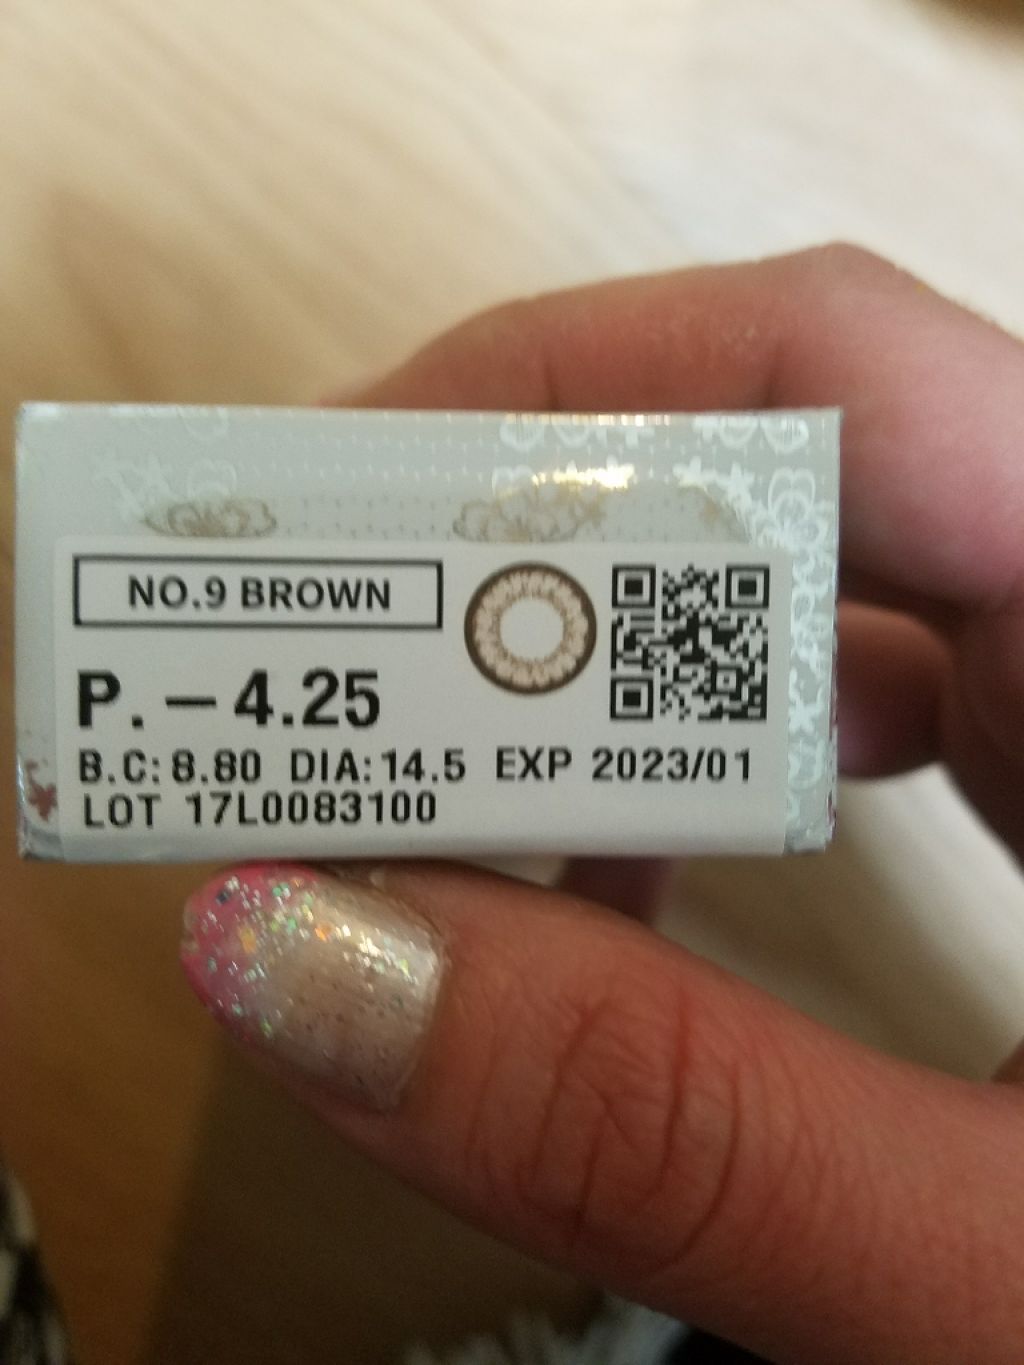 NO.9 BROWN
P. – 4.25
B.C: 8.80 DIA: 14.5 EXP 2023/01
LOT 17L0083100